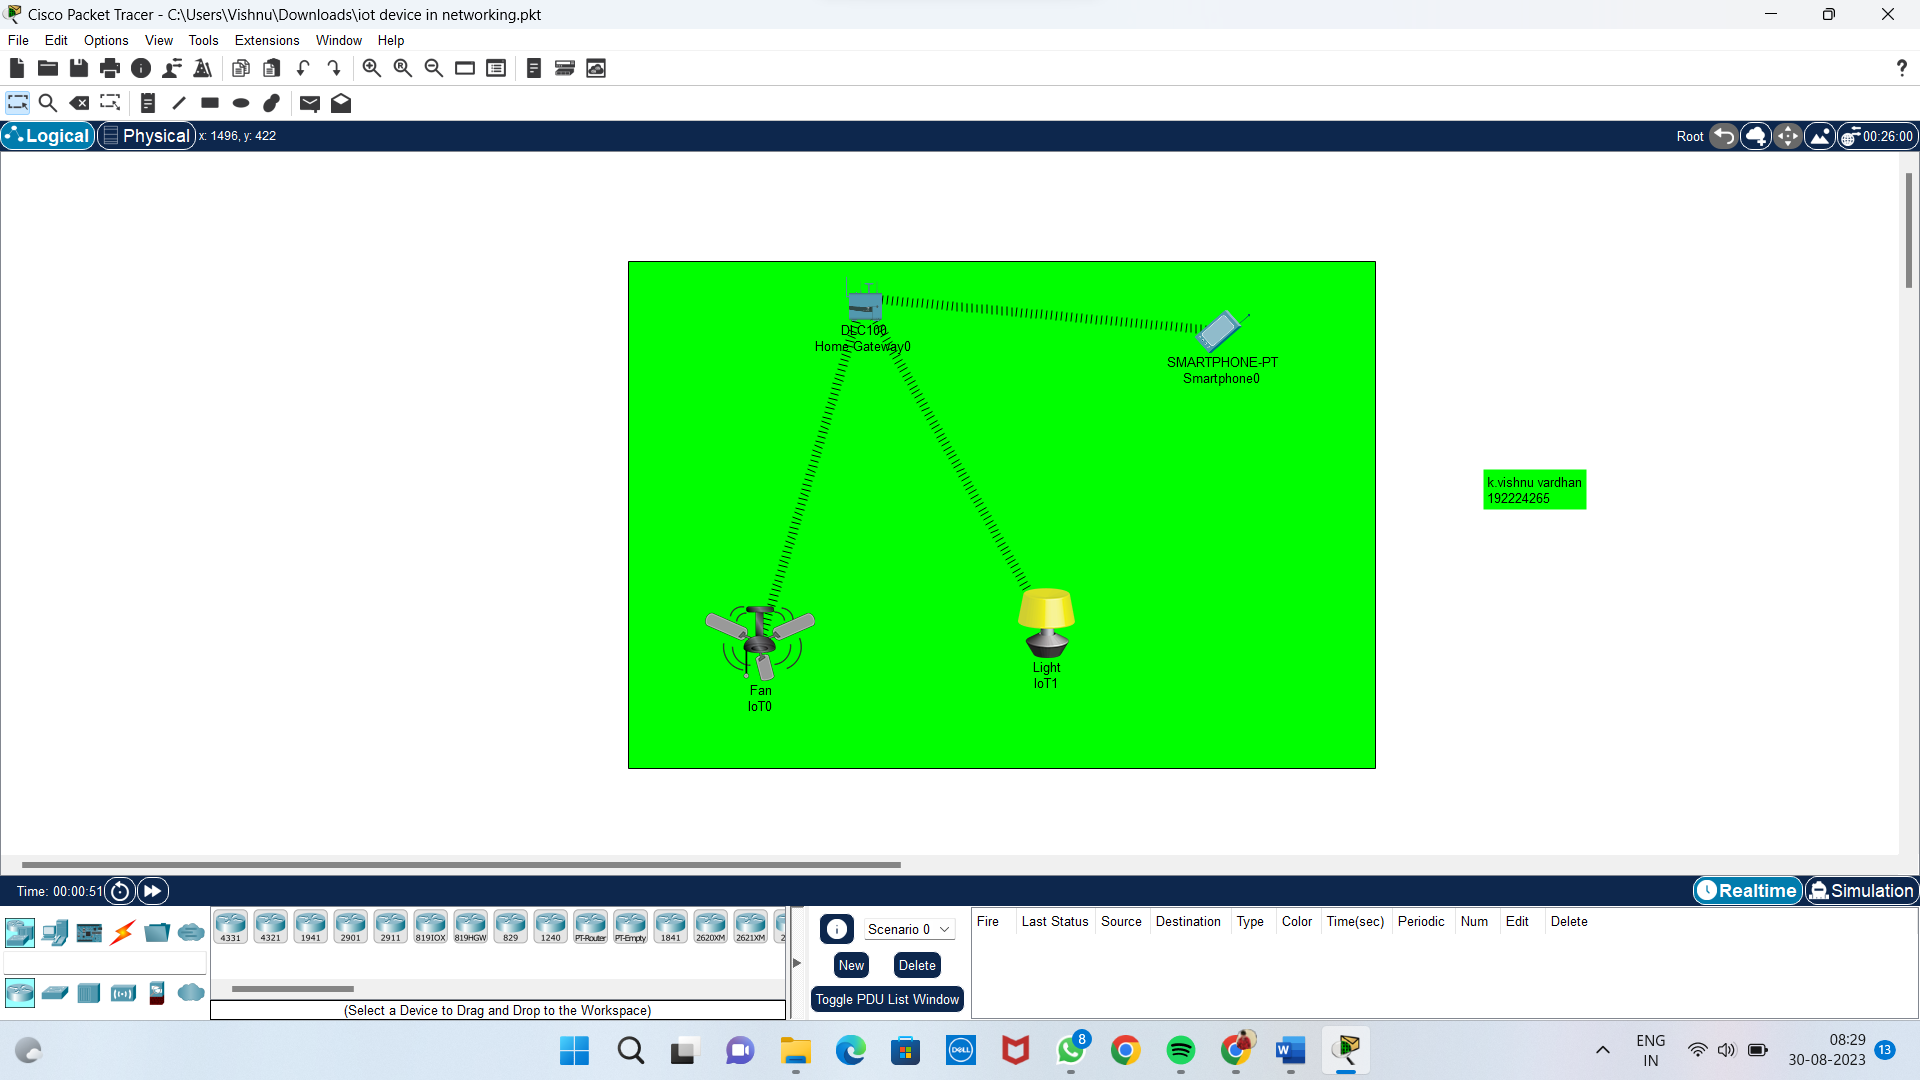 Cisco Packet Tracer - C:\Users\Vishnu\Downloads\iot device in networking.pkt
File Edit Options View Tools Extensions Window Help
?
Logical Physical x: 1496, y: 422 Root 00:26:00
DLC100
Home Gateway0
SMARTPHONE-PT
Smartphone0
k.vishnu vardhan
192224265
Light
IoT1
Fan
IoT0
Time: 00:00:51 Realtime Simulation
4331 4321 1941 2901 2911 819IOX 819HGW 829 1240 PT-Router PT-Empty 1841 2620XM 2621XM 2
(Select a Device to Drag and Drop to the Workspace)
Scenario 0
New Delete
Toggle PDU List Window
Fire Last Status Source Destination Type Color Time(sec) Periodic Num Edit Delete
DELL
8
W
ENG
IN
08:29
30-08-2023
13